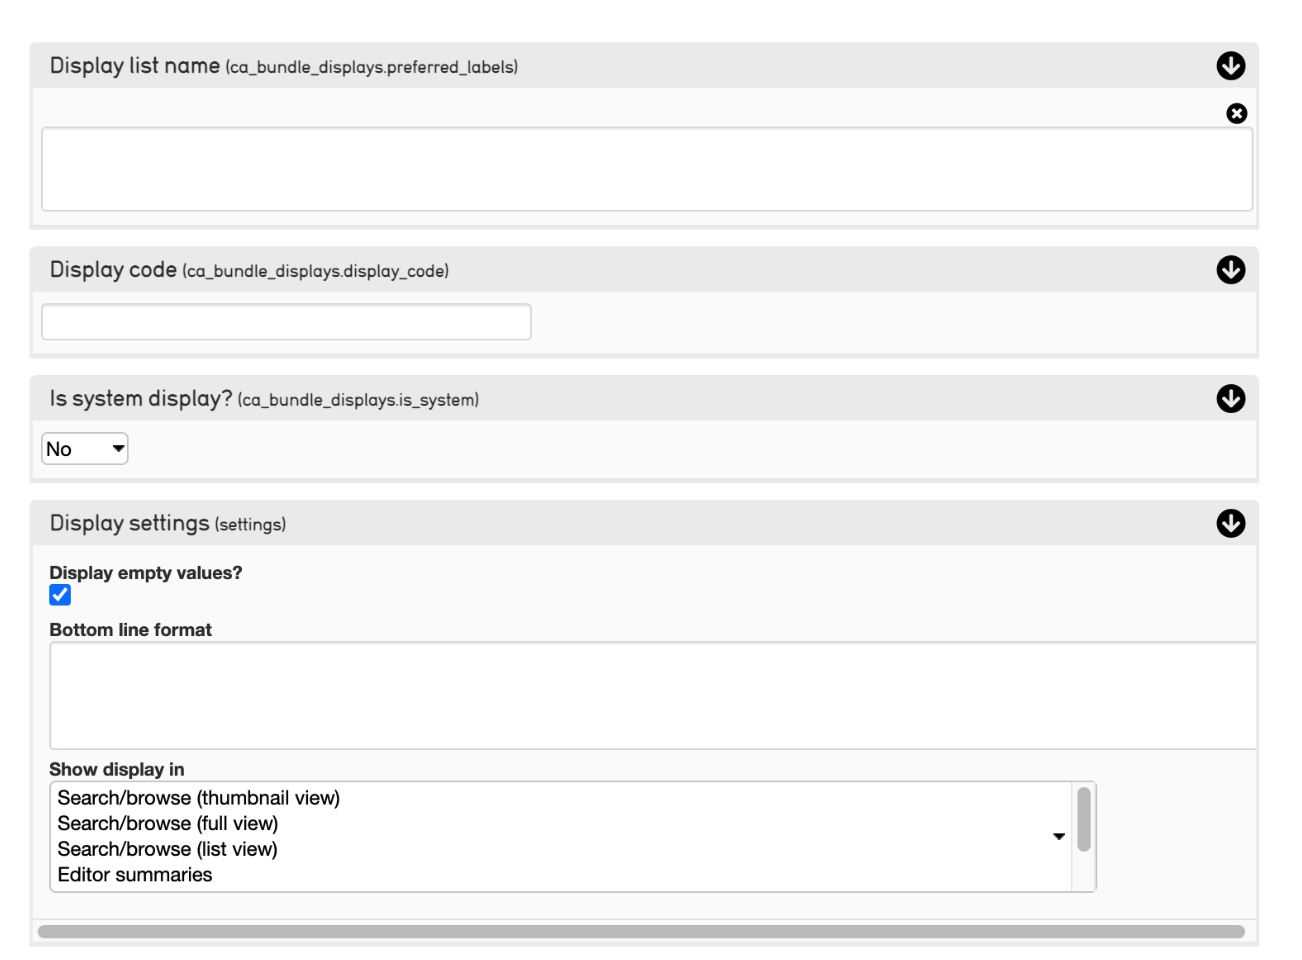 Display list name (ca_bundle_displays.preferred_labels)
Display code (ca_bundle_displays.display_code)
Is system display? (ca_bundle_displays.is_system)
No
Display settings (settings)
Display empty values?
Bottom line format
Show display in
Search/browse (thumbnail view)
Search/browse (full view)
Search/browse (list view)
Editor summaries